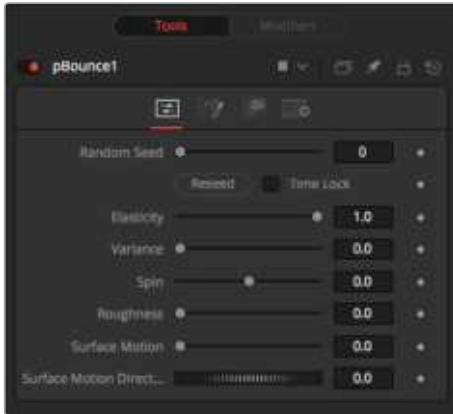 Tools Modifiers
pBounce1
Random Seed 0
Reseed Time Lock
Elasticity 1.0
Variance 0.0
Spin 0.0
Roughness 0.0
Surface Motion 0.0
Surface Motion Direct... 0.0